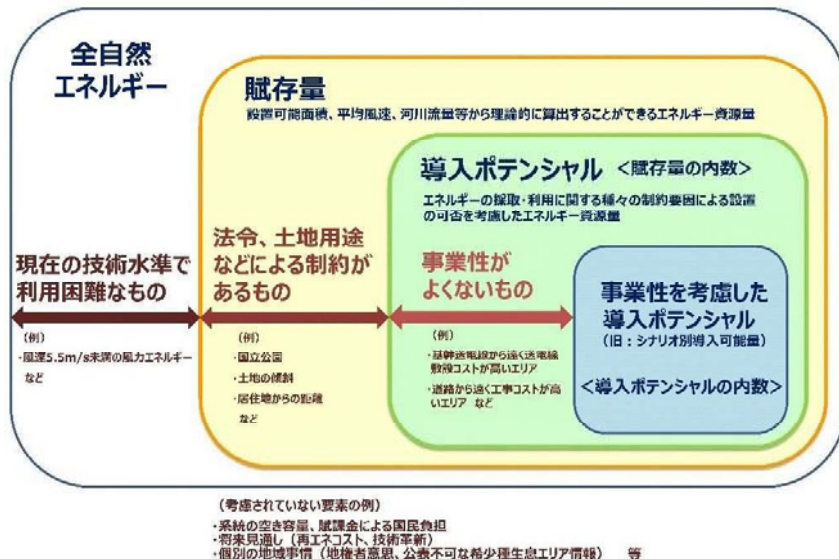 全自然
エネルギー
賦存量
設置可能面積、平均風速、河川流量等から理論的に算出することができるエネルギー資源量
導入ポテンシャル <賦存量の内数>
エネルギーの採取・利用に関する種々の制約要因による設置
の可否を考慮したエネルギー資源量
現在の技術水準で
利用困難なもの
(例)
・風速5.5m/s未満の風力エネルギー
など
法令、土地用途
などによる制約が
あるもの
(例)
・国立公園
・土地の傾斜
・居住地からの距離
など
事業性が
よくないもの
(例)
・基幹送電線から遠く送電線
敷設コストが高いエリア
・道路から遠く工事コストが高
いエリア など
事業性を考慮した
導入ポテンシャル
(旧:シナリオ別導入可能量)
<導入ポテンシャルの内数>
(考慮されていない要素の例)
・系統の空き容量、賦課金による国民負担
・将来見通し(再エネコスト、技術革新)
・個別の地域事情(地権者意思、公表不可な希少種生息エリア情報) 等